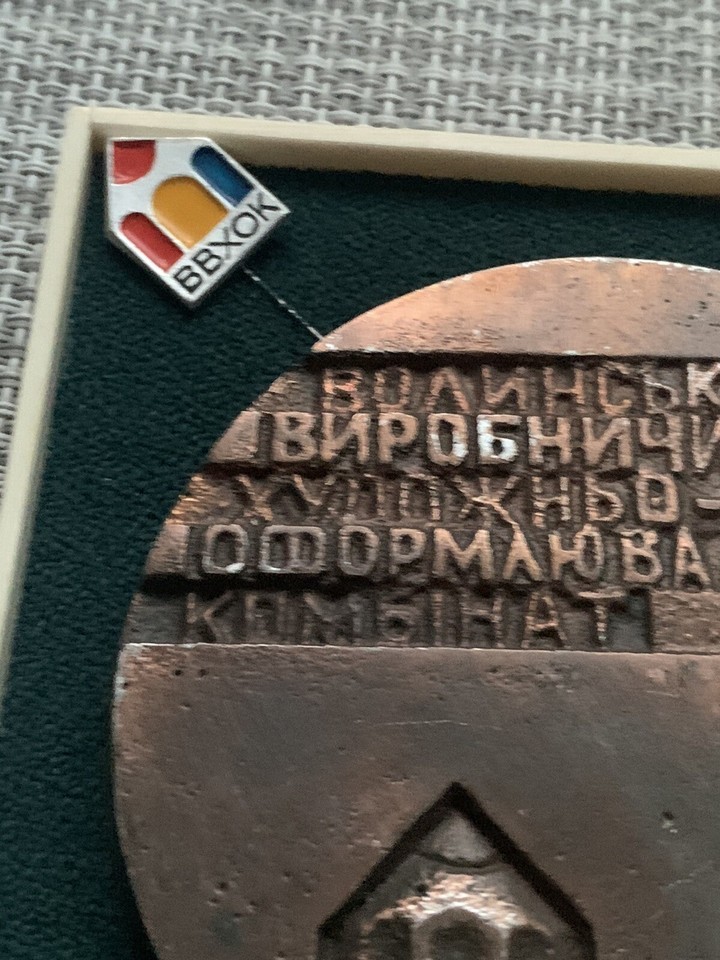 ВВХОК
ВОЛИНСЬК
ВИРОБНИЧИ
ХУДОЖНЬО-
ОФОРМЛЮВА
КОМБІНАТ